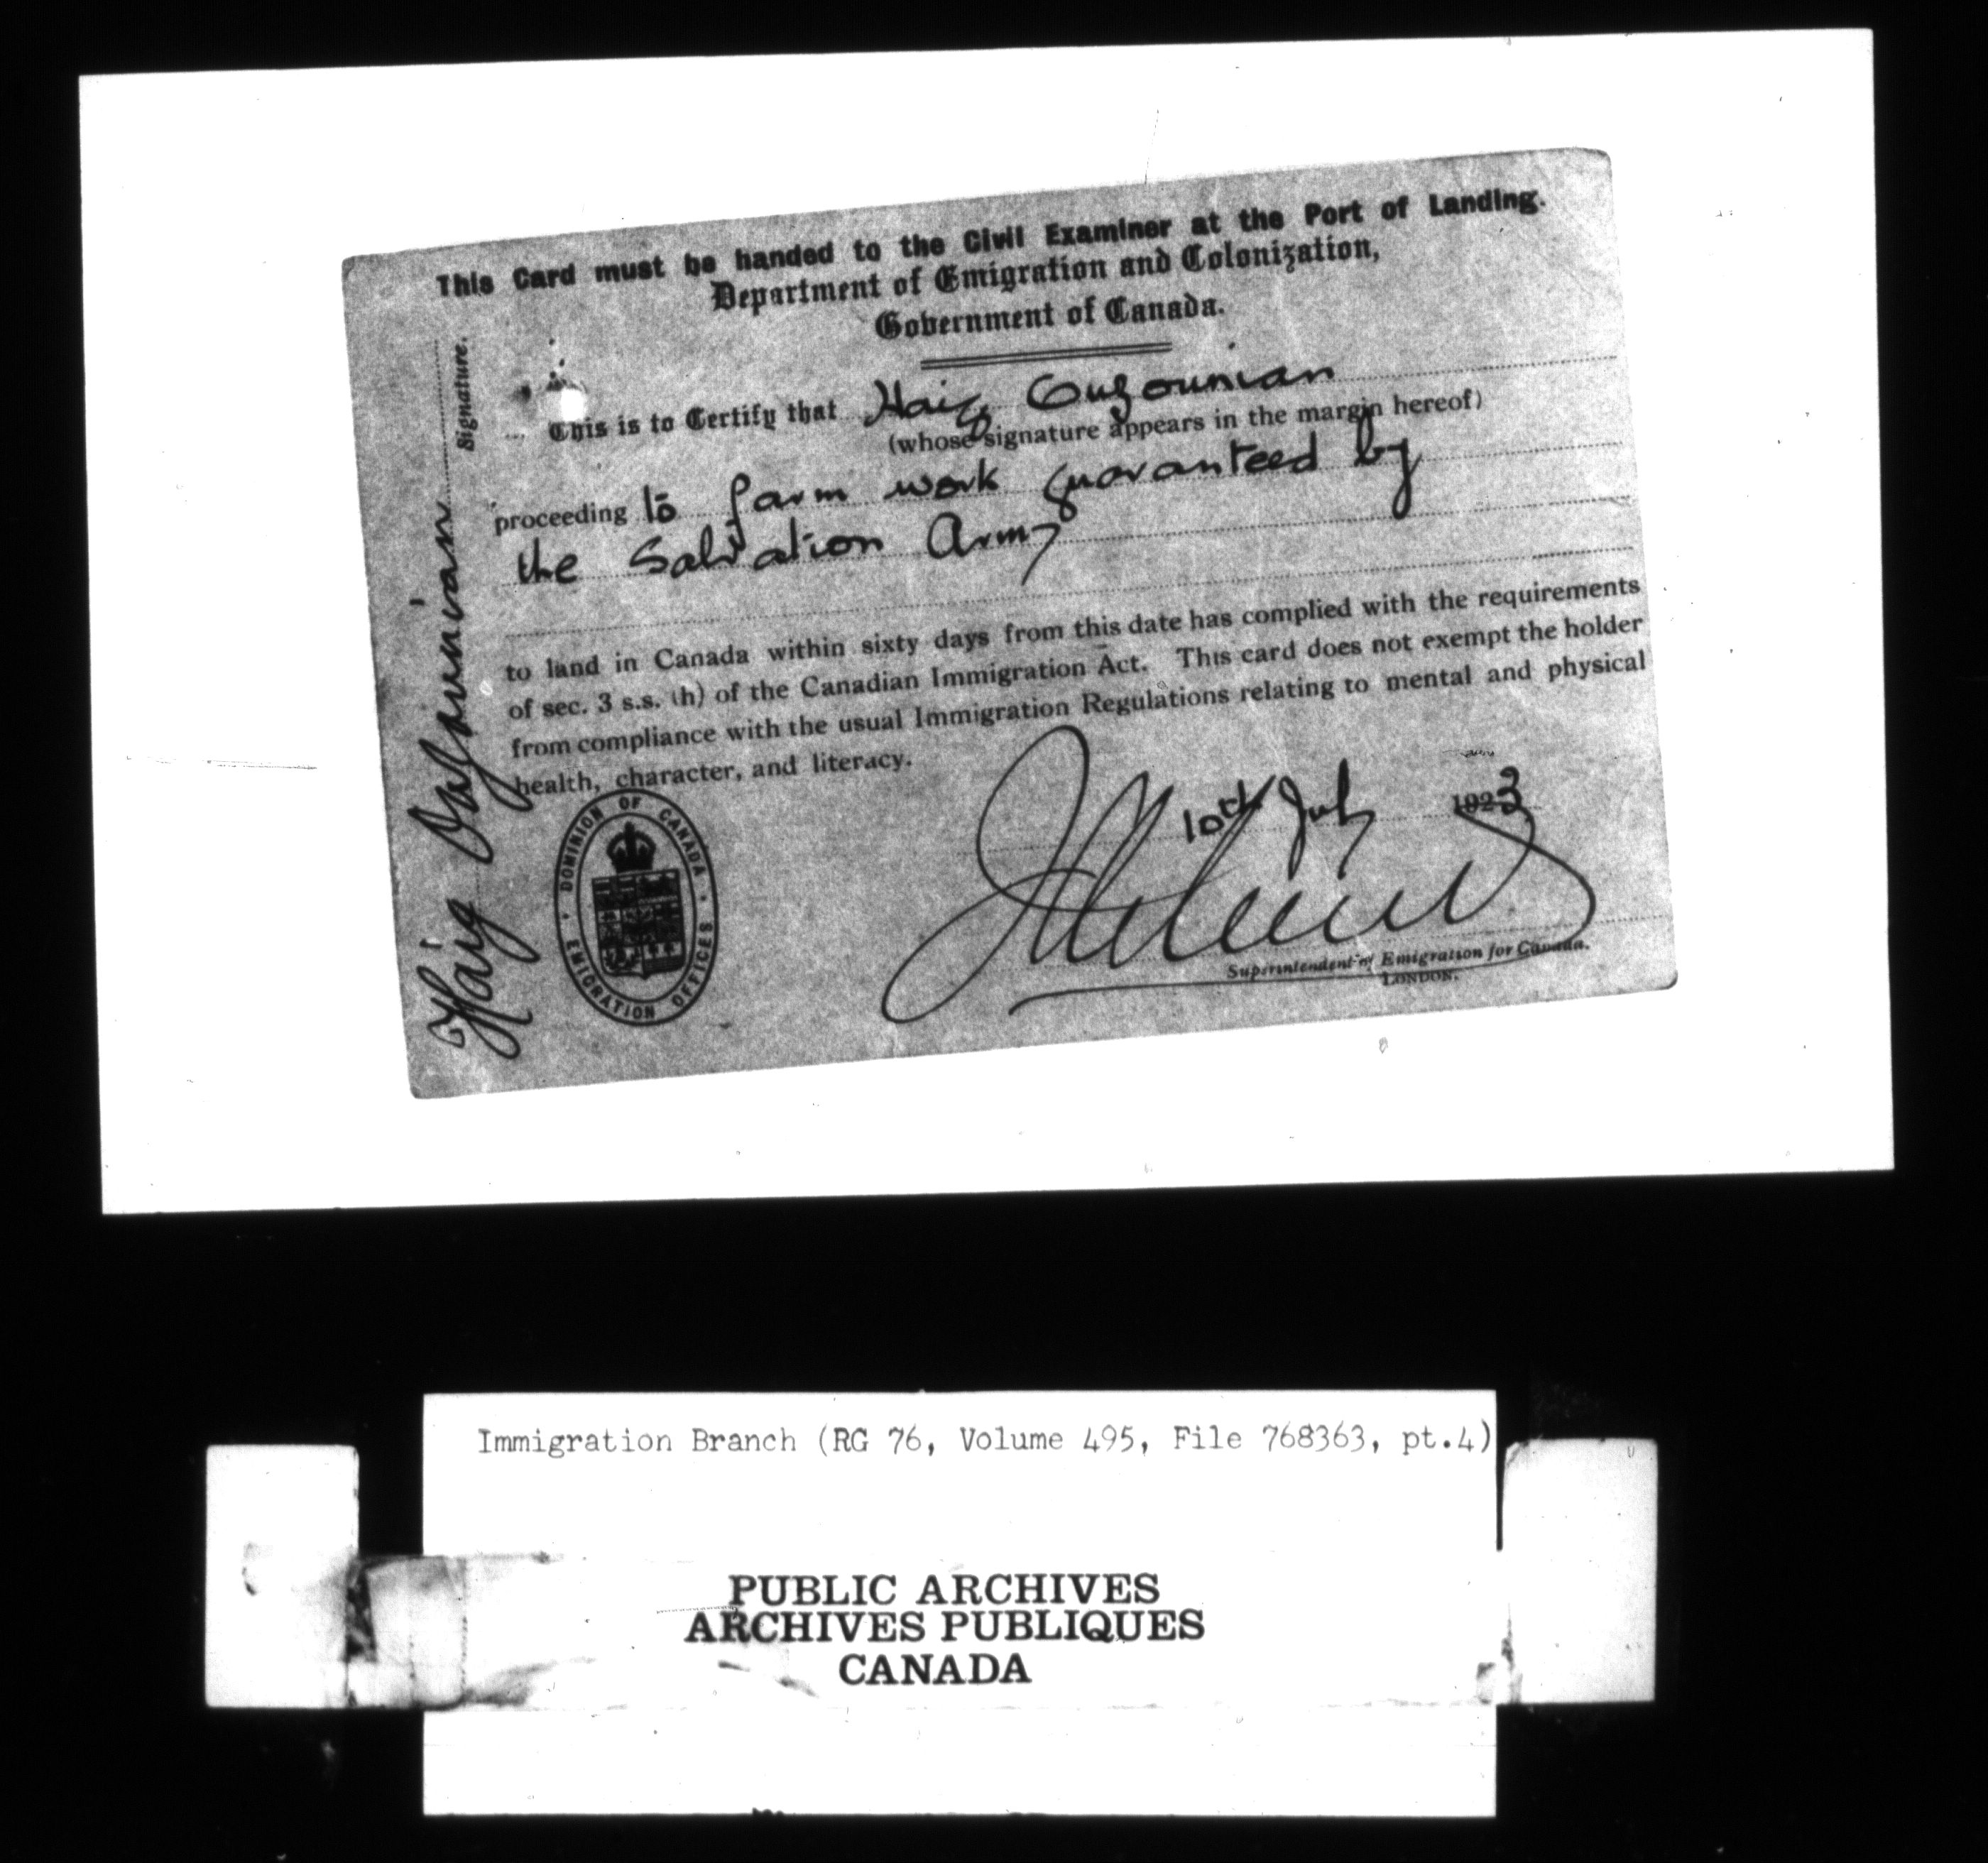 This Card must be handed to the Civil Examiner at the Port of Landing.
Department of Emigration and Colonization,
Government of Canada.
This is to Certify that Haig Ouzounian
(whose signature appears in the margin hereof)
proceeding to farm work guaranteed by
the Salvation Army
to land in Canada within sixty days from this date has complied with the requirements
of sec. 3 s.s. (h) of the Canadian Immigration Act. This card does not exempt the holder
from compliance with the usual Immigration Regulations relating to mental and physical
health, character, and literacy.
10th July 1923
Superintendent of Emigration for Canada.
LONDON.
Signature.
Haig
DOMINION OF CANADA
EMIGRATION OFFICES
Immigration Branch (RG 76, Volume 495, File 768363, pt.4)
PUBLIC ARCHIVES
ARCHIVES PUBLIQUES
CANADA